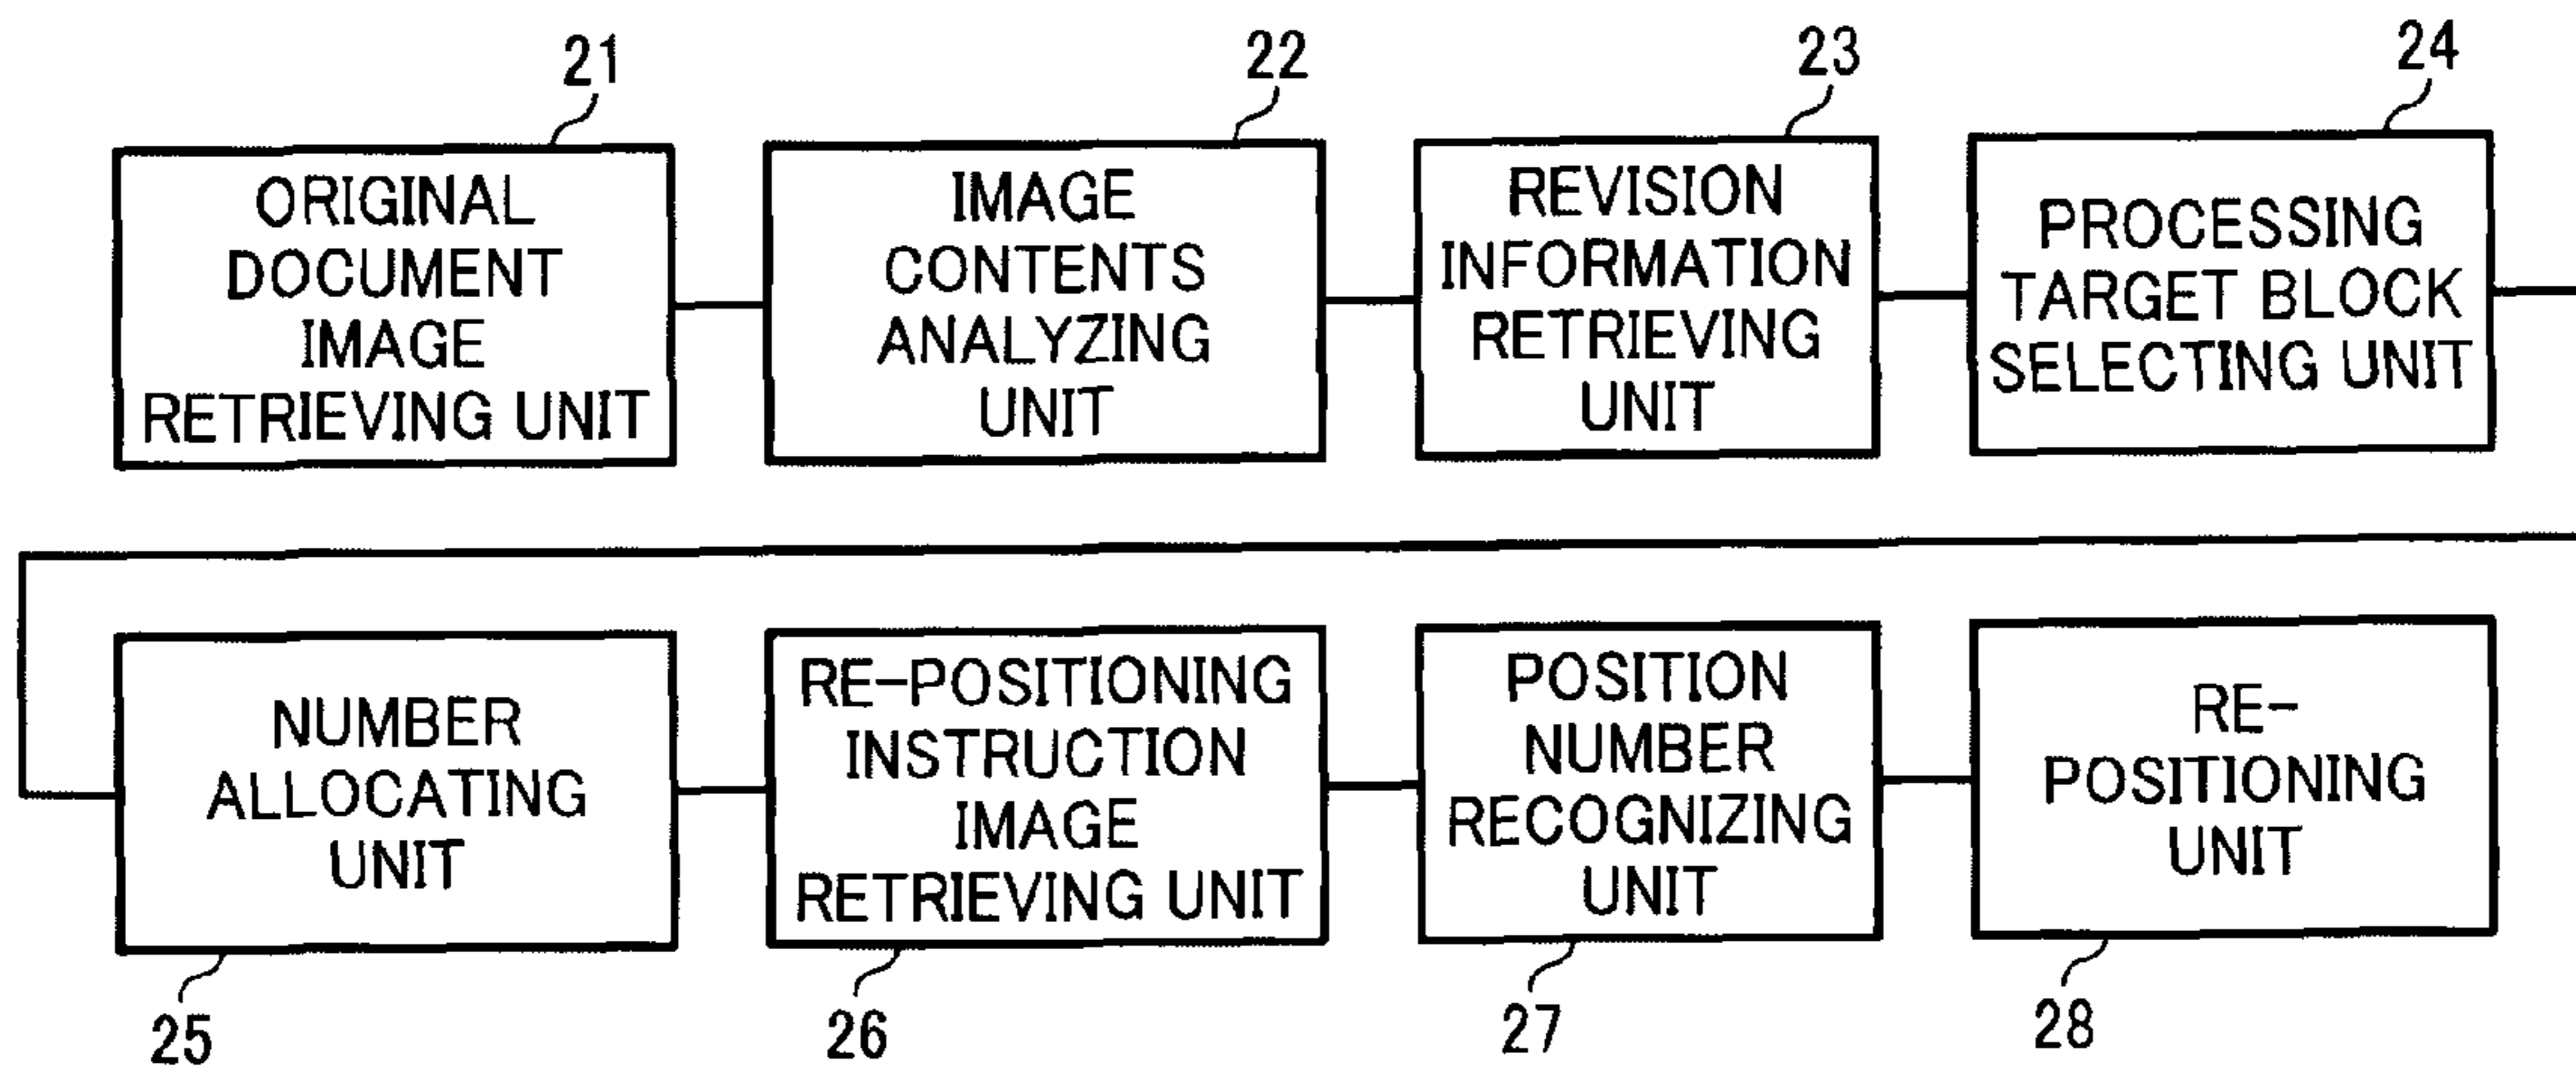 21
22
23
24
ORIGINAL
DOCUMENT
IMAGE
RETRIEVING UNIT
IMAGE
CONTENTS
ANALYZING
UNIT
REVISION
INFORMATION
RETRIEVING
UNIT
PROCESSING
TARGET BLOCK
SELECTING UNIT
NUMBER
ALLOCATING
UNIT
RE-POSITIONING
INSTRUCTION
IMAGE
RETRIEVING UNIT
POSITION
NUMBER
RECOGNIZING
UNIT
RE-
POSITIONING
UNIT
25
26
27
28